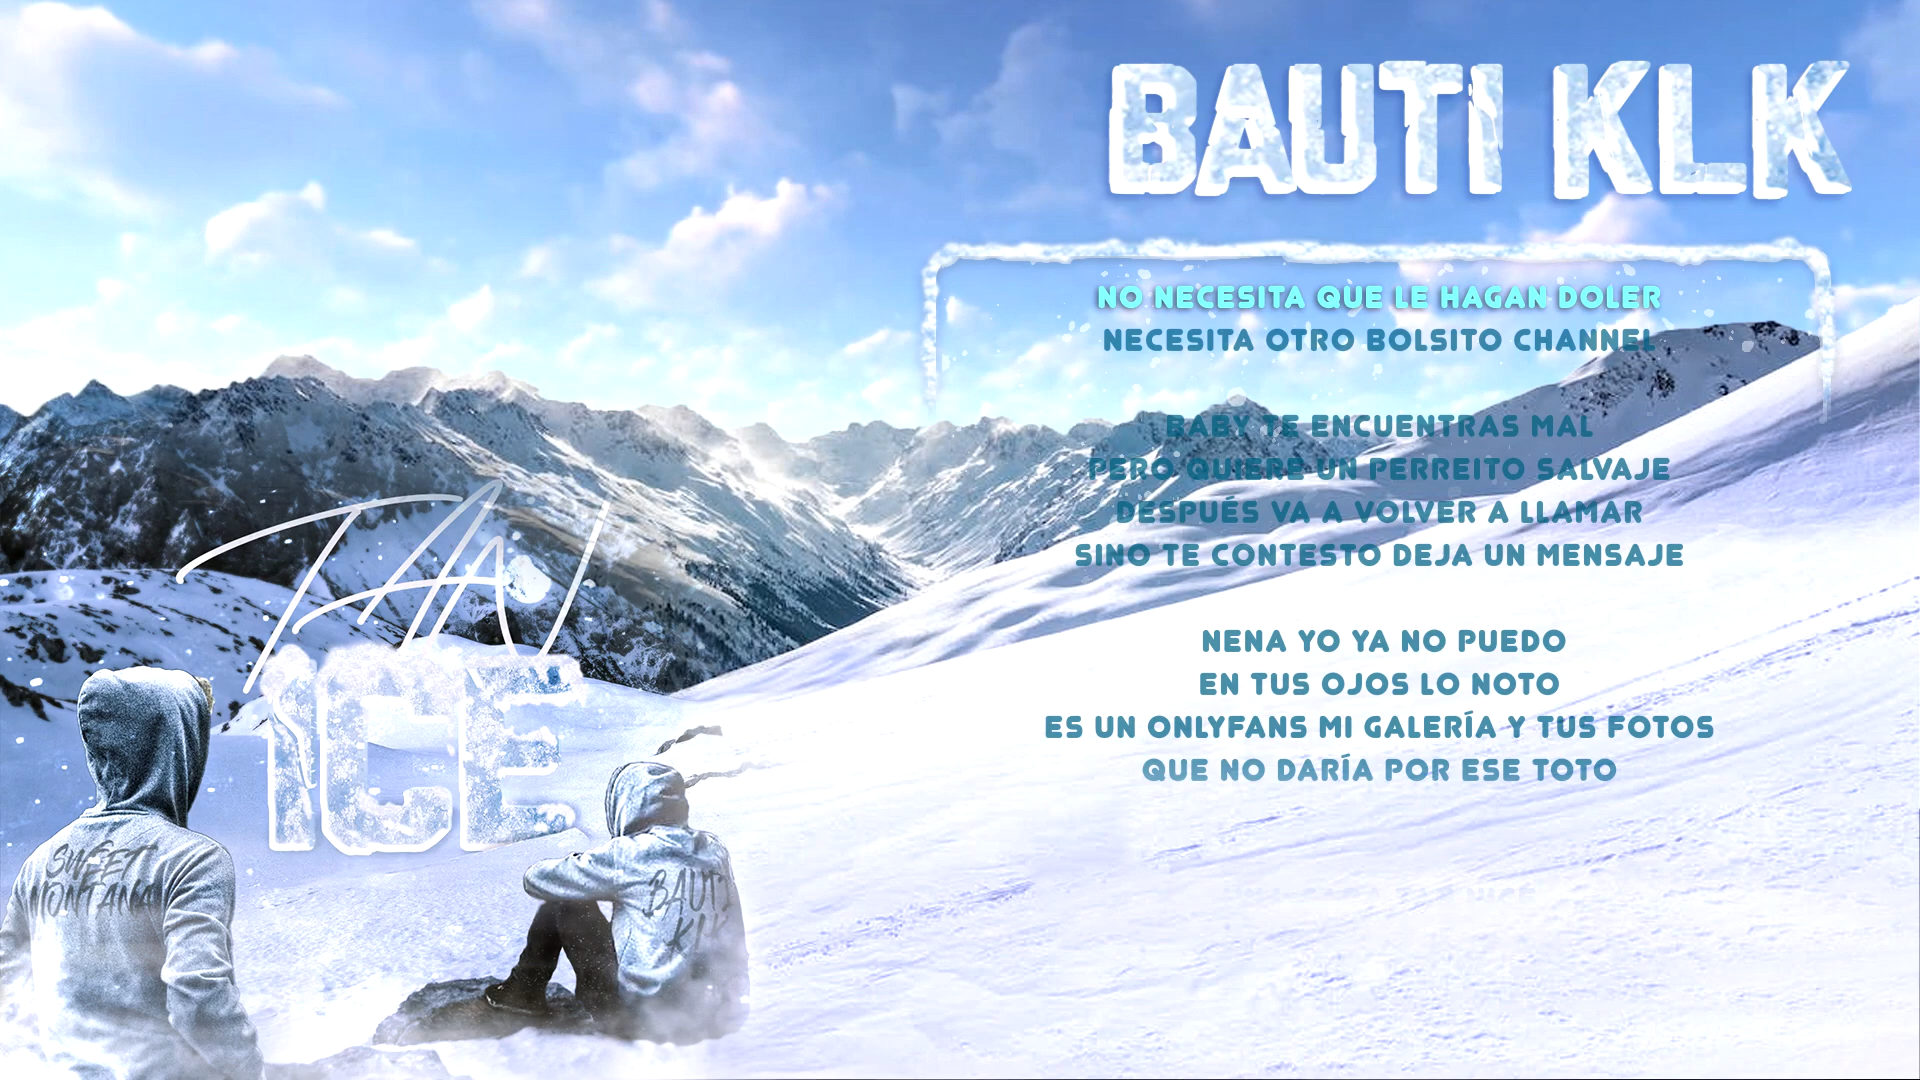 BAUTI KLK
NO NECESITA QUE LE HAGAN DOLER
NECESITA OTRO BOLSITO CHANNEL
BABY TE ENCUENTRAS MAL
PERO QUIERE UN PERREITO SALVAJE
DESPUÉS VA A VOLVER A LLAMAR
SINO TE CONTESTO DEJA UN MENSAJE
NENA YO YA NO PUEDO
EN TUS OJOS LO NOTO
ES UN ONLYFANS MI GALERÍA Y TUS FOTOS
QUE NO DARÍA POR ESE TOTO
ICE
SWEET
MONTANA
BAUTI
KLK